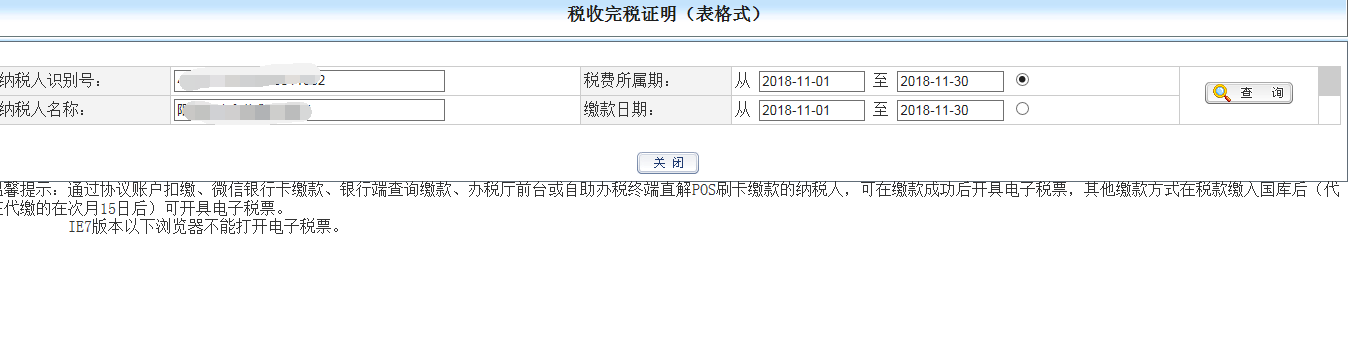 税收完税证明（表格式）
纳税人识别号： 税费所属期： 从 2018-11-01 至 2018-11-30 查 询
纳税人名称： 缴款日期： 从 2018-11-01 至 2018-11-30
关 闭
馨提示：通过协议账户扣缴、微信银行卡缴款、银行端查询缴款、办税厅前台或自助办税终端直解POS刷卡缴款的纳税人，可在缴款成功后开具电子税票，其他缴款方式在税款缴入国库后（代
代缴的在次月15日后）可开具电子税票。
IE7版本以下浏览器不能打开电子税票。